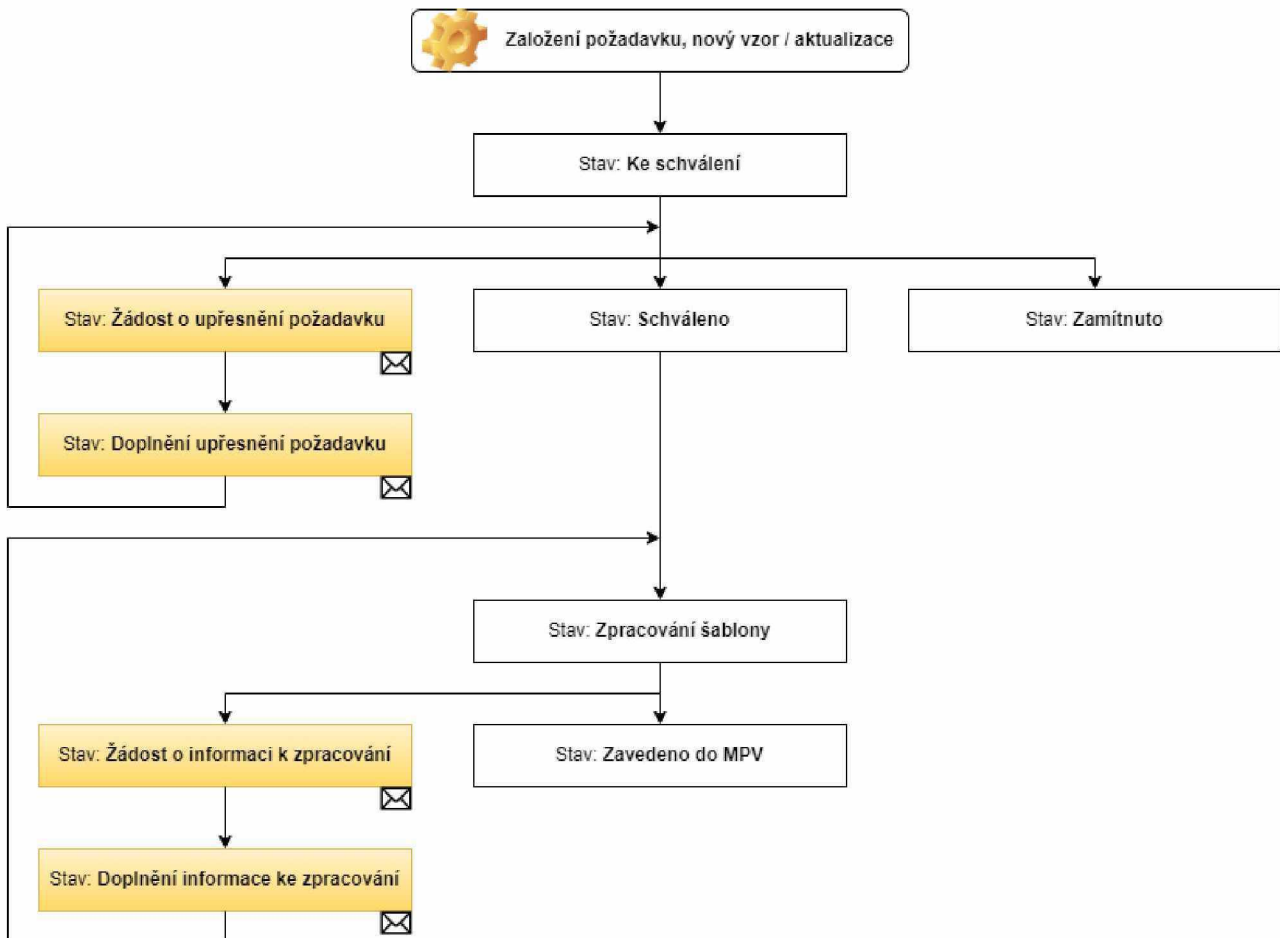 Založení požadavku, nový vzor / aktualizace
Stav: Ke schválení
Stav: Žádost o upřesnění požadavku
Stav: Schváleno
Stav: Zamítnuto
Stav: Doplnění upřesnění požadavku
Stav: Zpracování šablony
Stav: Žádost o informaci k zpracování
Stav: Zavedeno do MPV
Stav: Doplnění informace ke zpracování